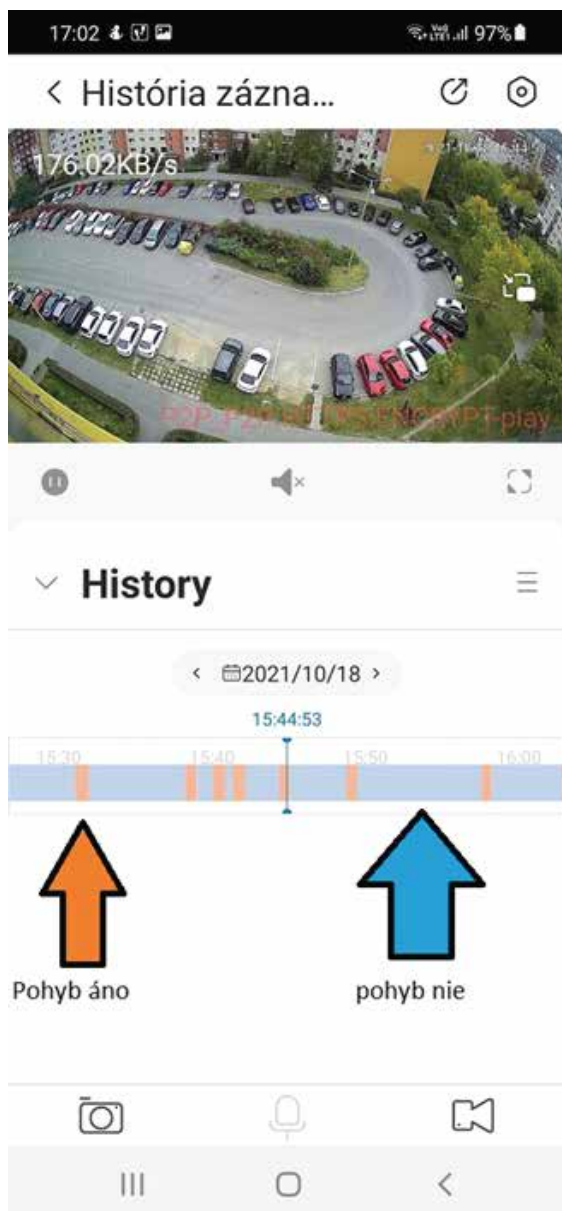 17:02
97%
História zázna...
176.02KB/s
History
2021/10/18
15:44:53
15:30 15:40 15:50 16:00
Pohyb áno
pohyb nie